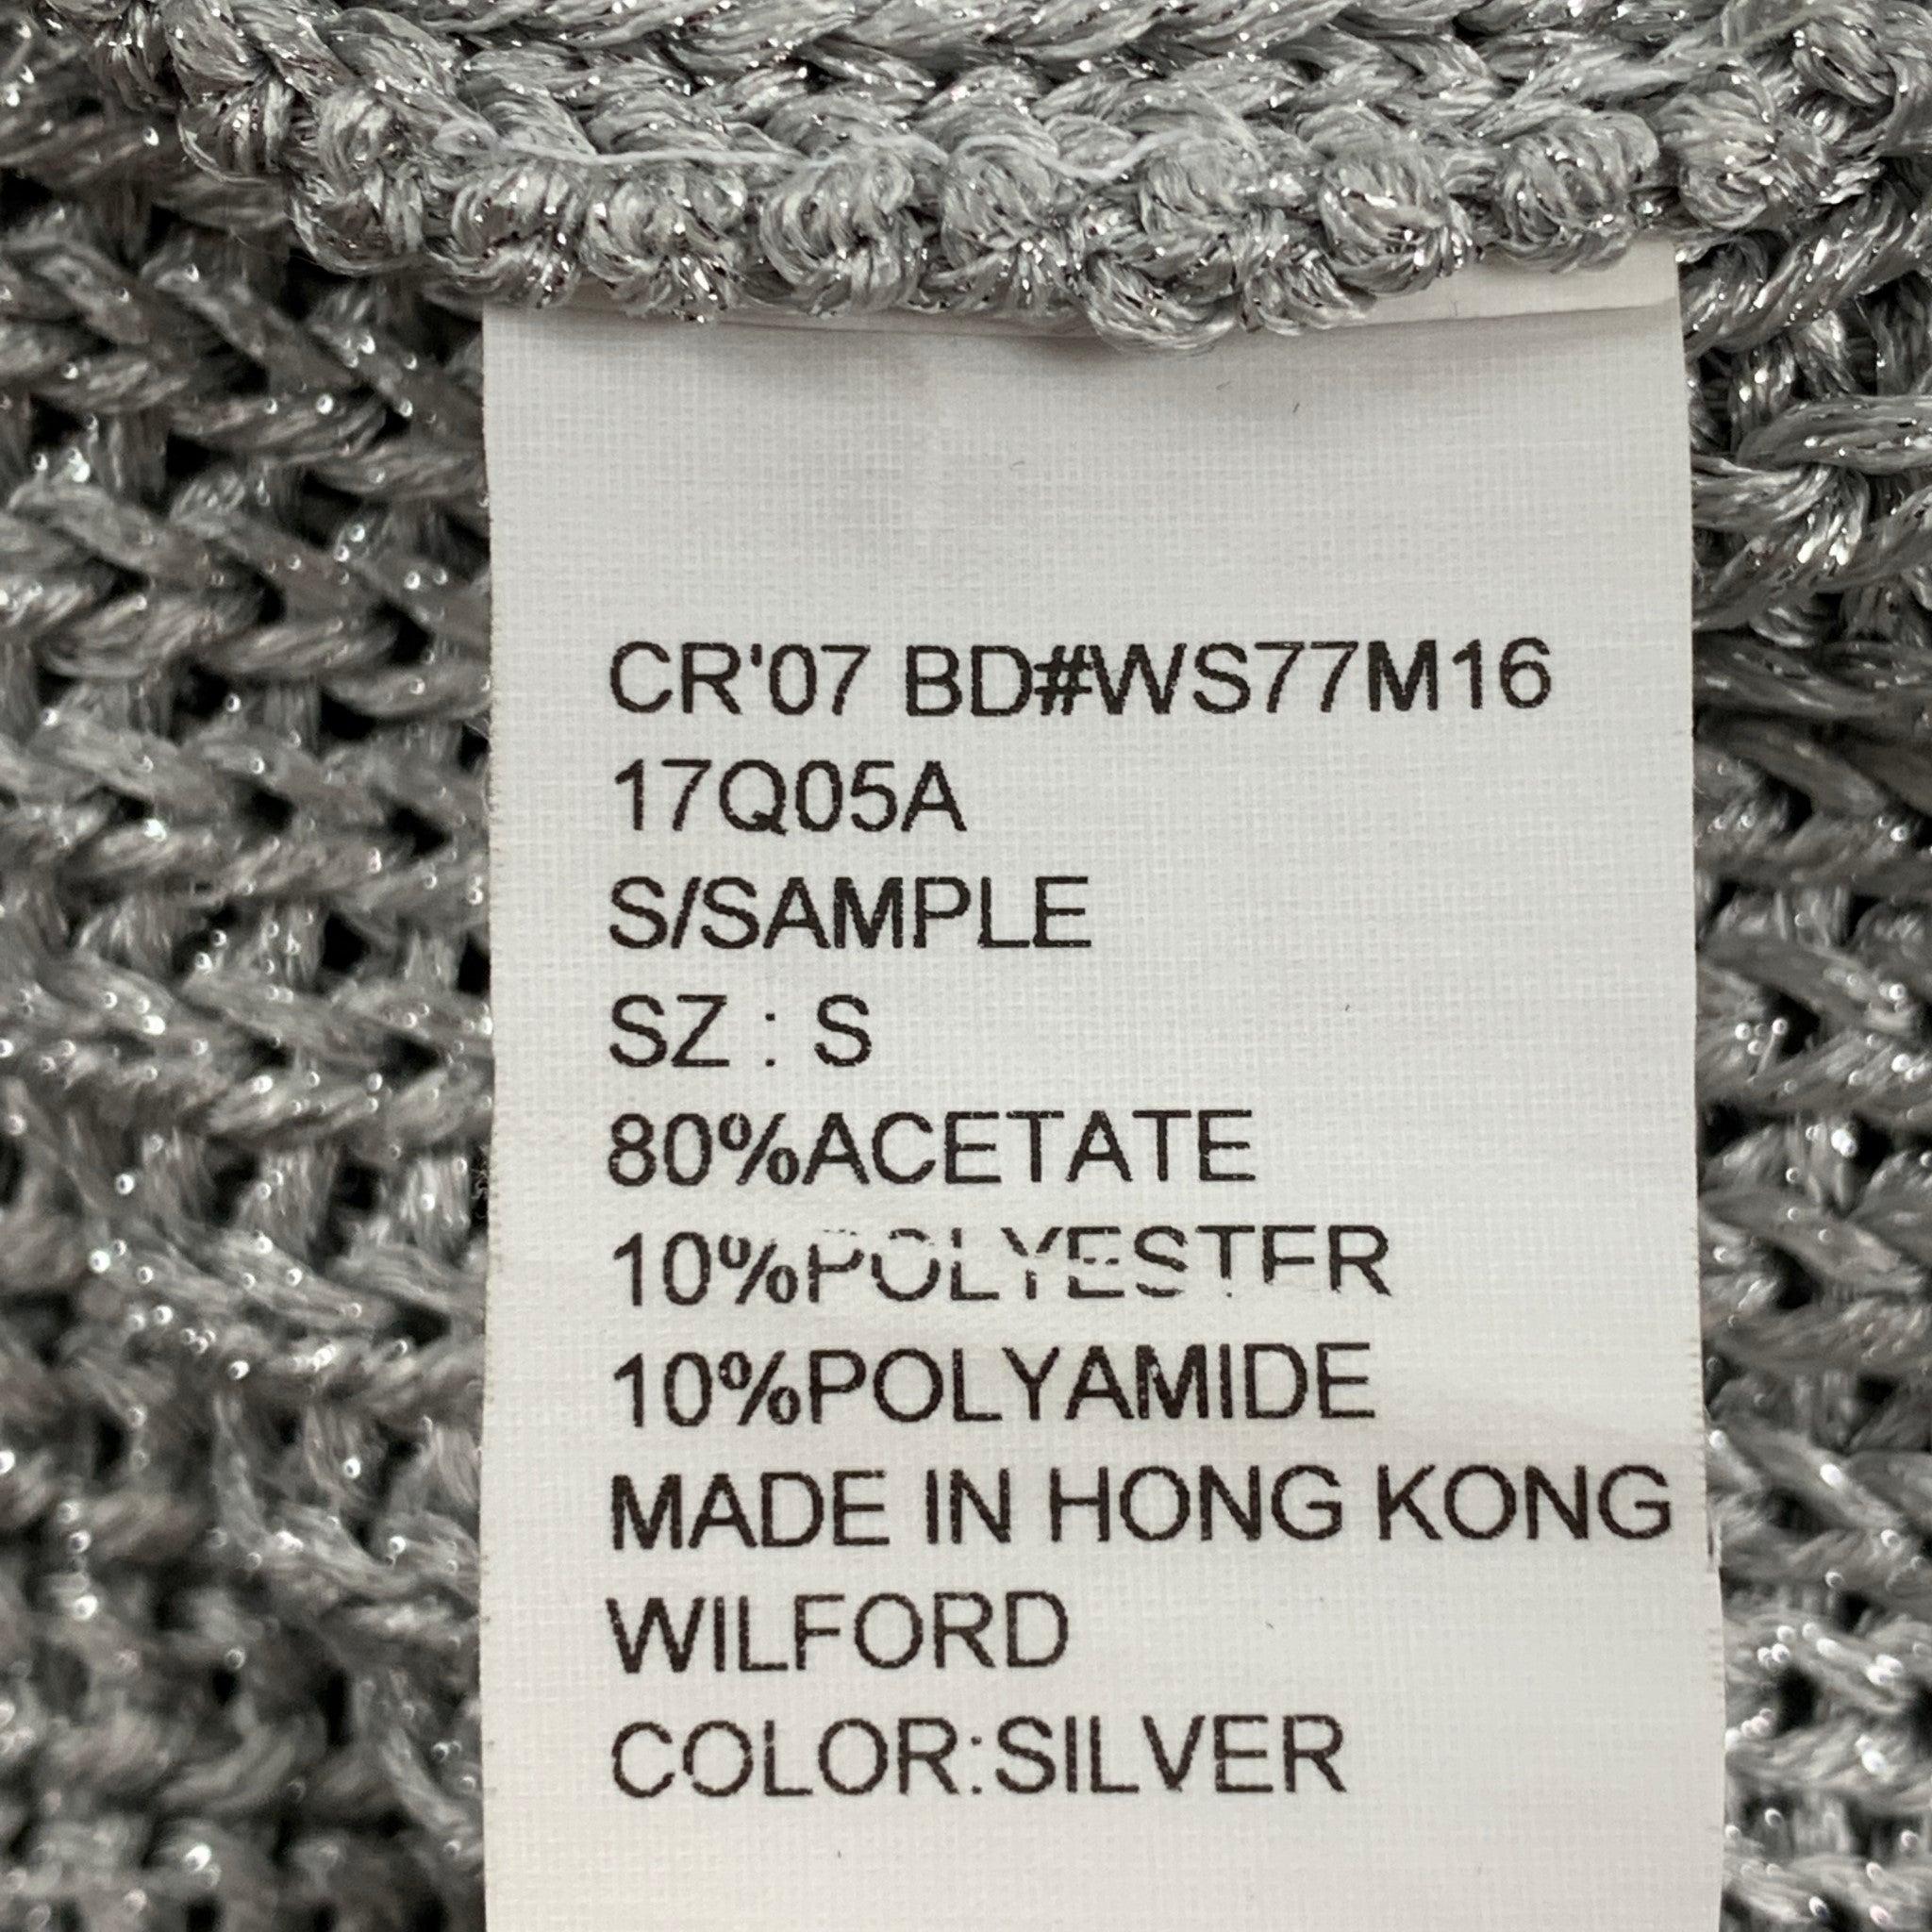 CR'07 BD#WS77M16
17Q05A
S/SAMPLE
SZ : S
80%ACETATE
10%POLYESTER
10%POLYAMIDE
MADE IN HONG KONG
WILFORD
COLOR:SILVER